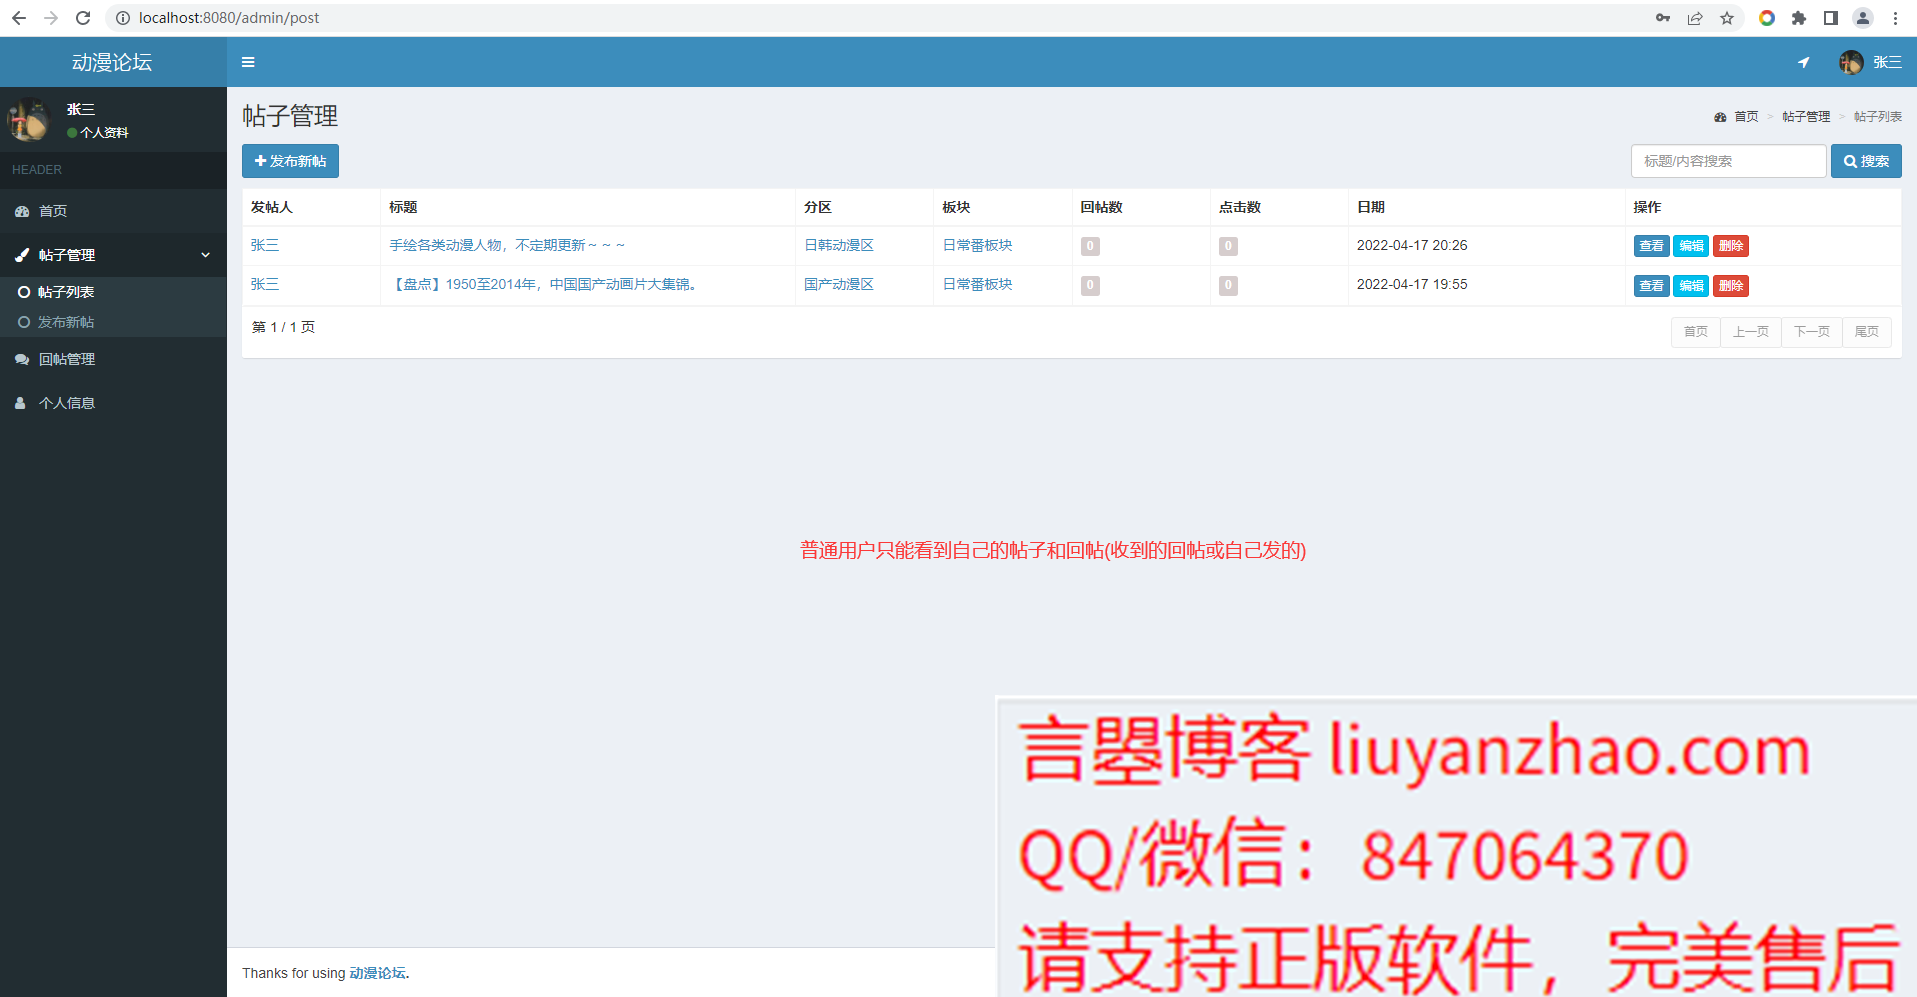 localhost:8080/admin/post
动漫论坛
张三
张三
个人资料
HEADER
首页
帖子管理
帖子列表
发布新帖
回帖管理
个人信息
帖子管理
首页 > 帖子管理 > 帖子列表
发布新帖
标题/内容搜索 搜索
发帖人 标题 分区 板块 回帖数 点击数 日期 操作
张三 手绘各类动漫人物，不定期更新～～～ 日韩动漫区 日常番板块 0 0 2022-04-17 20:26 查看 编辑 删除
张三 【盘点】1950至2014年，中国国产动画片大集锦。 国产动漫区 日常番板块 0 0 2022-04-17 19:55 查看 编辑 删除
第 1 / 1 页 首页 上一页 下一页 尾页
普通用户只能看到自己的帖子和回帖(收到的回帖或自己发的)
言曌博客 liuyanzhao.com
QQ/微信：847064370
请支持正版软件，完美售后
Thanks for using 动漫论坛.